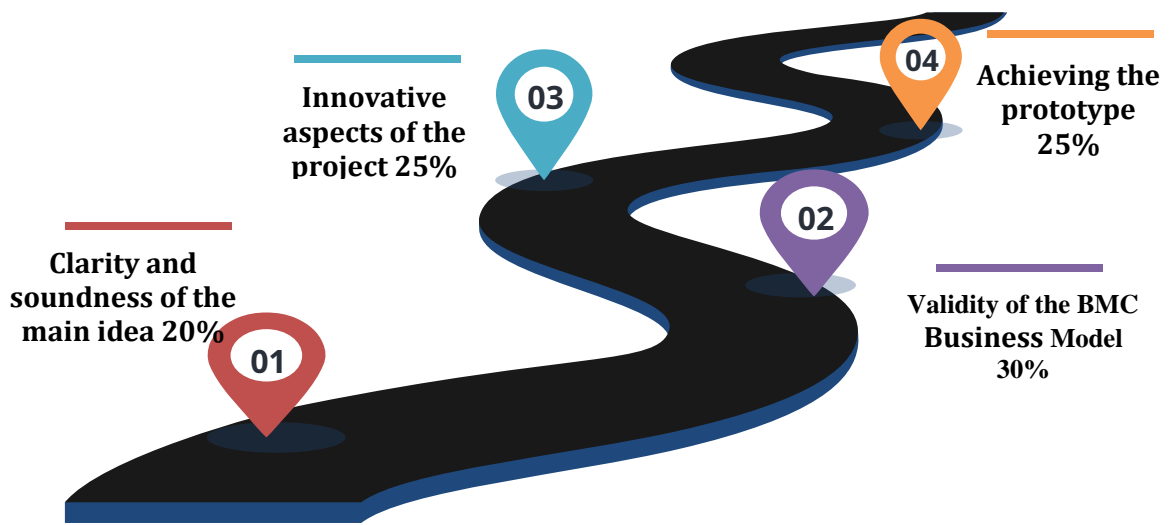 01
Clarity and
soundness of the
main idea 20%
02
Validity of the BMC
Business Model
30%
03
Innovative
aspects of the
project 25%
04
Achieving the
prototype
25%